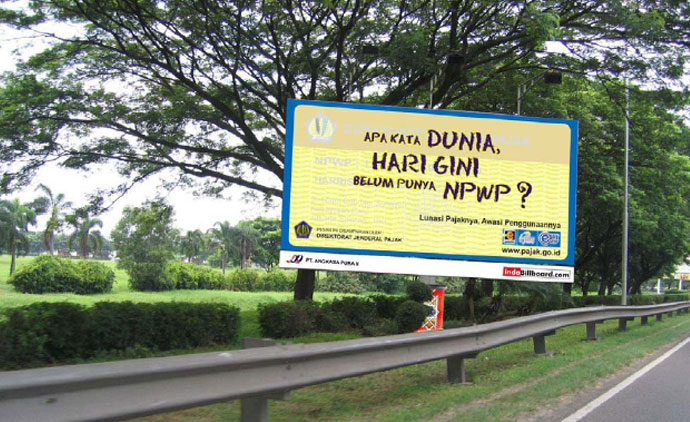 NPWP
APA KATA DUNIA,
HARI GINI
BELUM PUNYA NPWP?
Lunasi Pajaknya, Awasi Penggunaannya
DIREKTORAT JENDERAL PAJAK
www.pajak.go.id
PT. ANGKASA PURA II
IndoBillboard.com